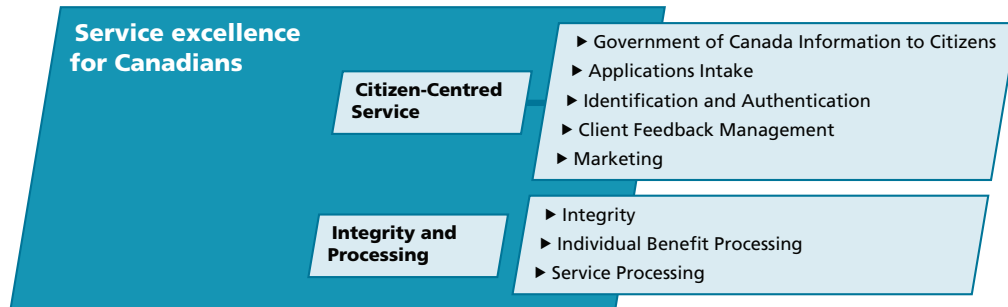 Service excellence
for Canadians
Citizen-Centred
Service
▶ Government of Canada Information to Citizens
▶ Applications Intake
▶ Identification and Authentication
▶ Client Feedback Management
▶ Marketing
Integrity and
Processing
▶ Integrity
▶ Individual Benefit Processing
▶ Service Processing